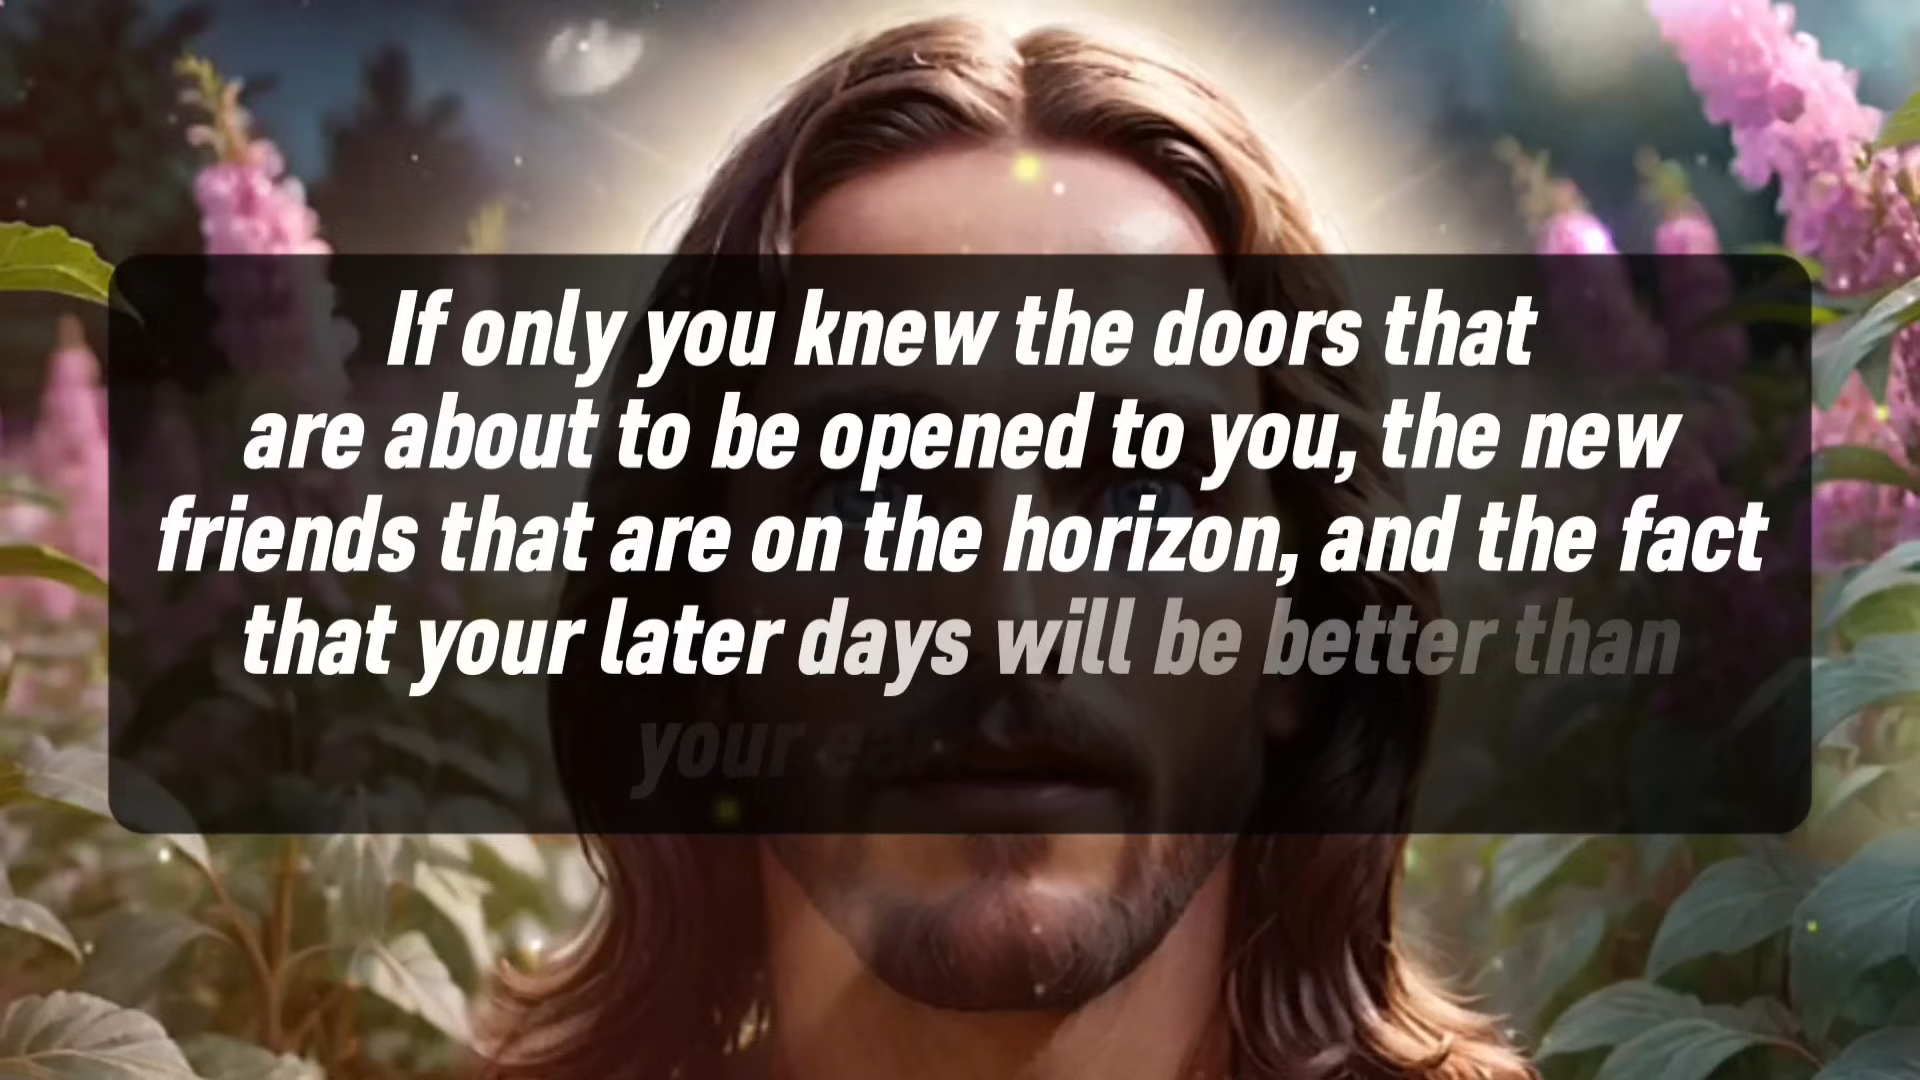 If only you knew the doors that
are about to be opened to you, the new
friends that are on the horizon, and the fact
that your later days will be better than
your